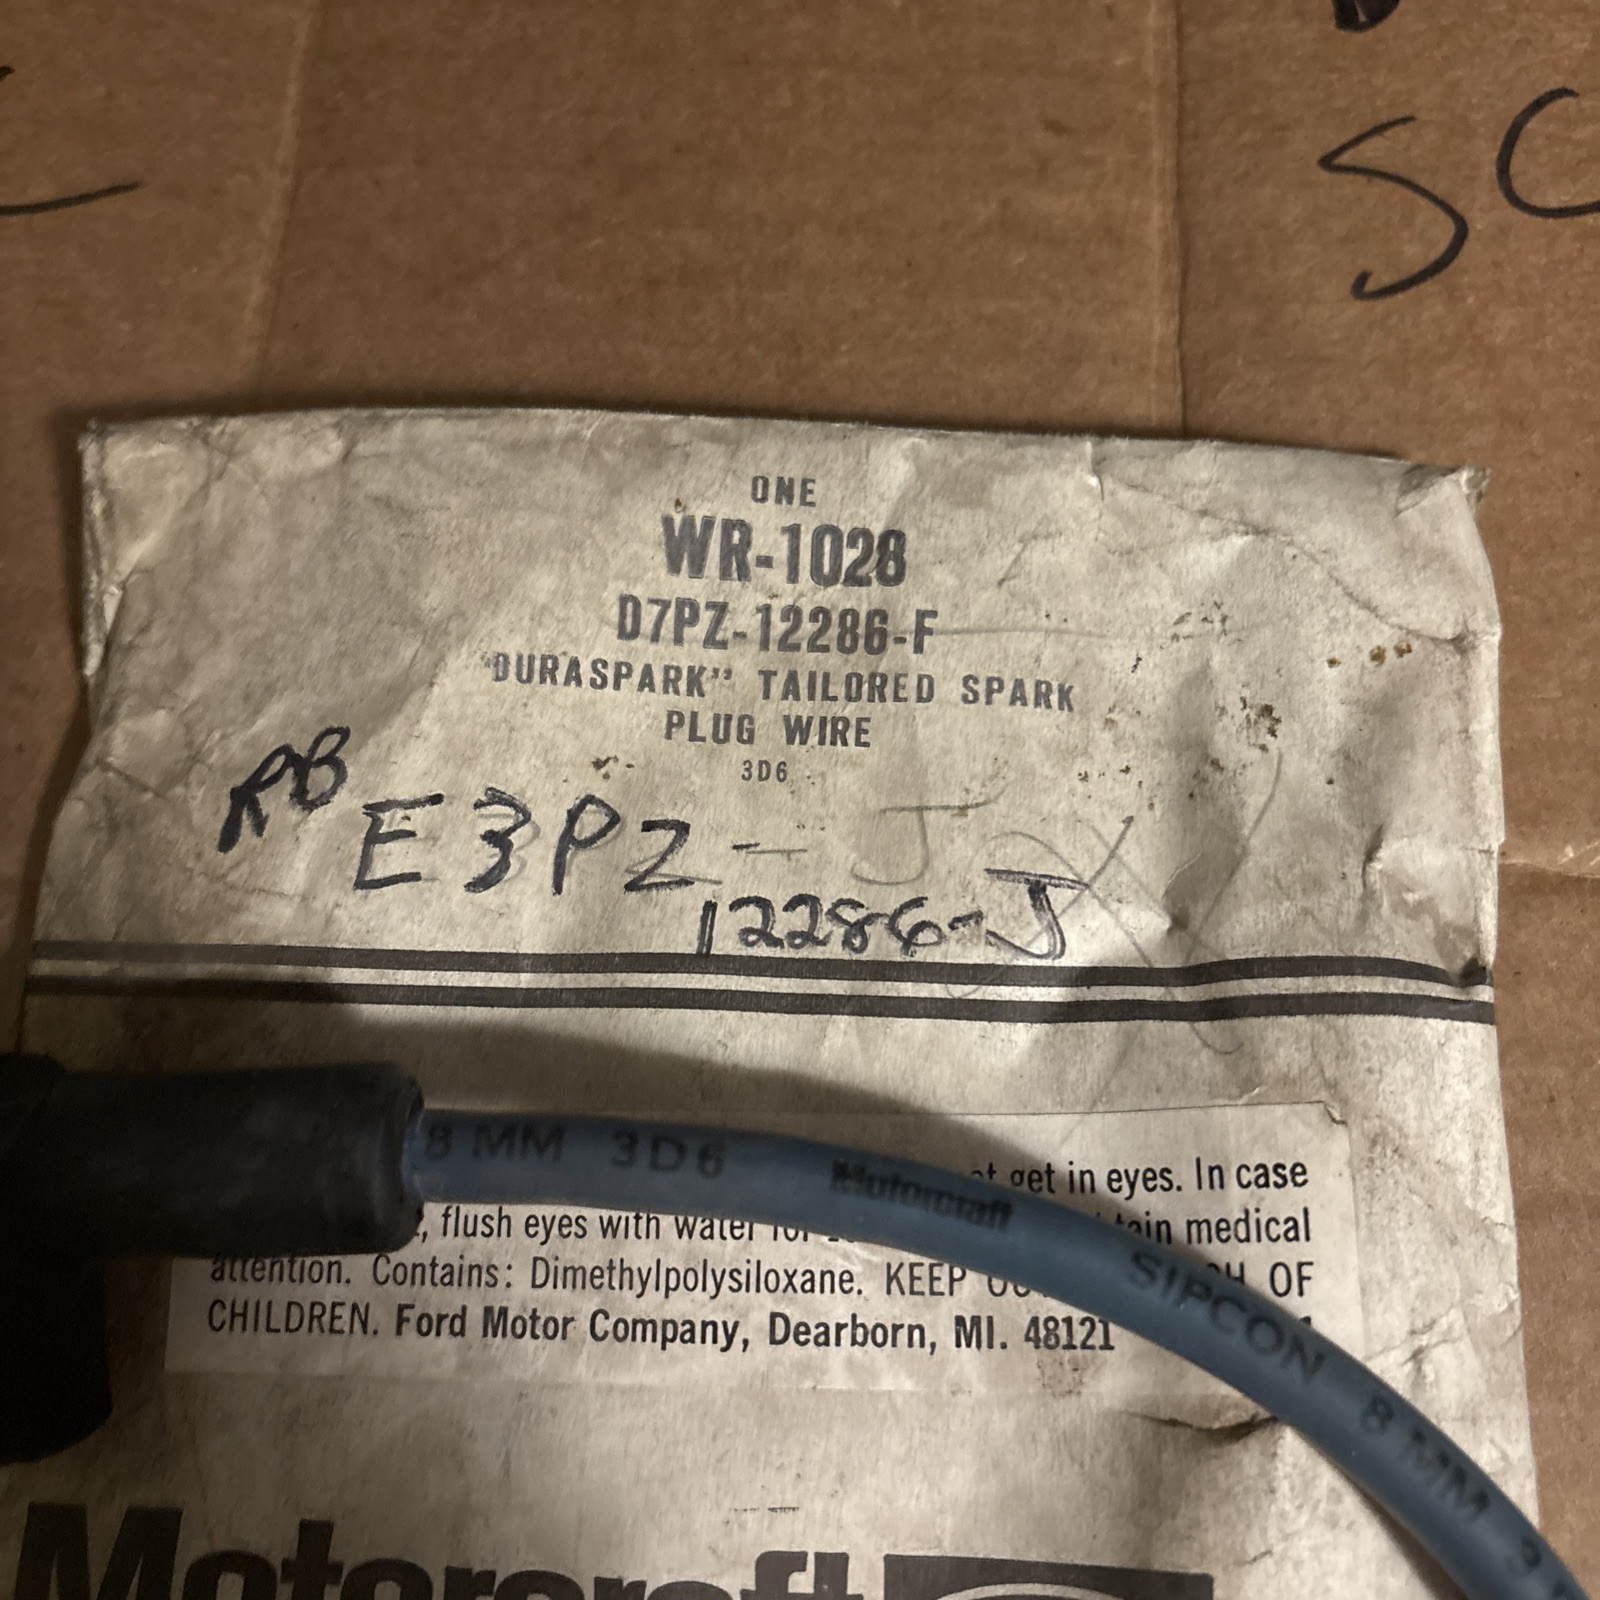 SC
ONE
WR-1028
D7PZ-12286-F
"DURASPARK" TAILORED SPARK
PLUG WIRE
3D6
RB
E3PZ- J
12286-J
8 MM 3D6 Motorcraft SIPCON 8 MM 3
get in eyes. In case
flush eyes with water medical
attention. Contains: Dimethylpolysiloxane. KEEP OF
CHILDREN. Ford Motor Company, Dearborn, MI. 48121
Motorcraft